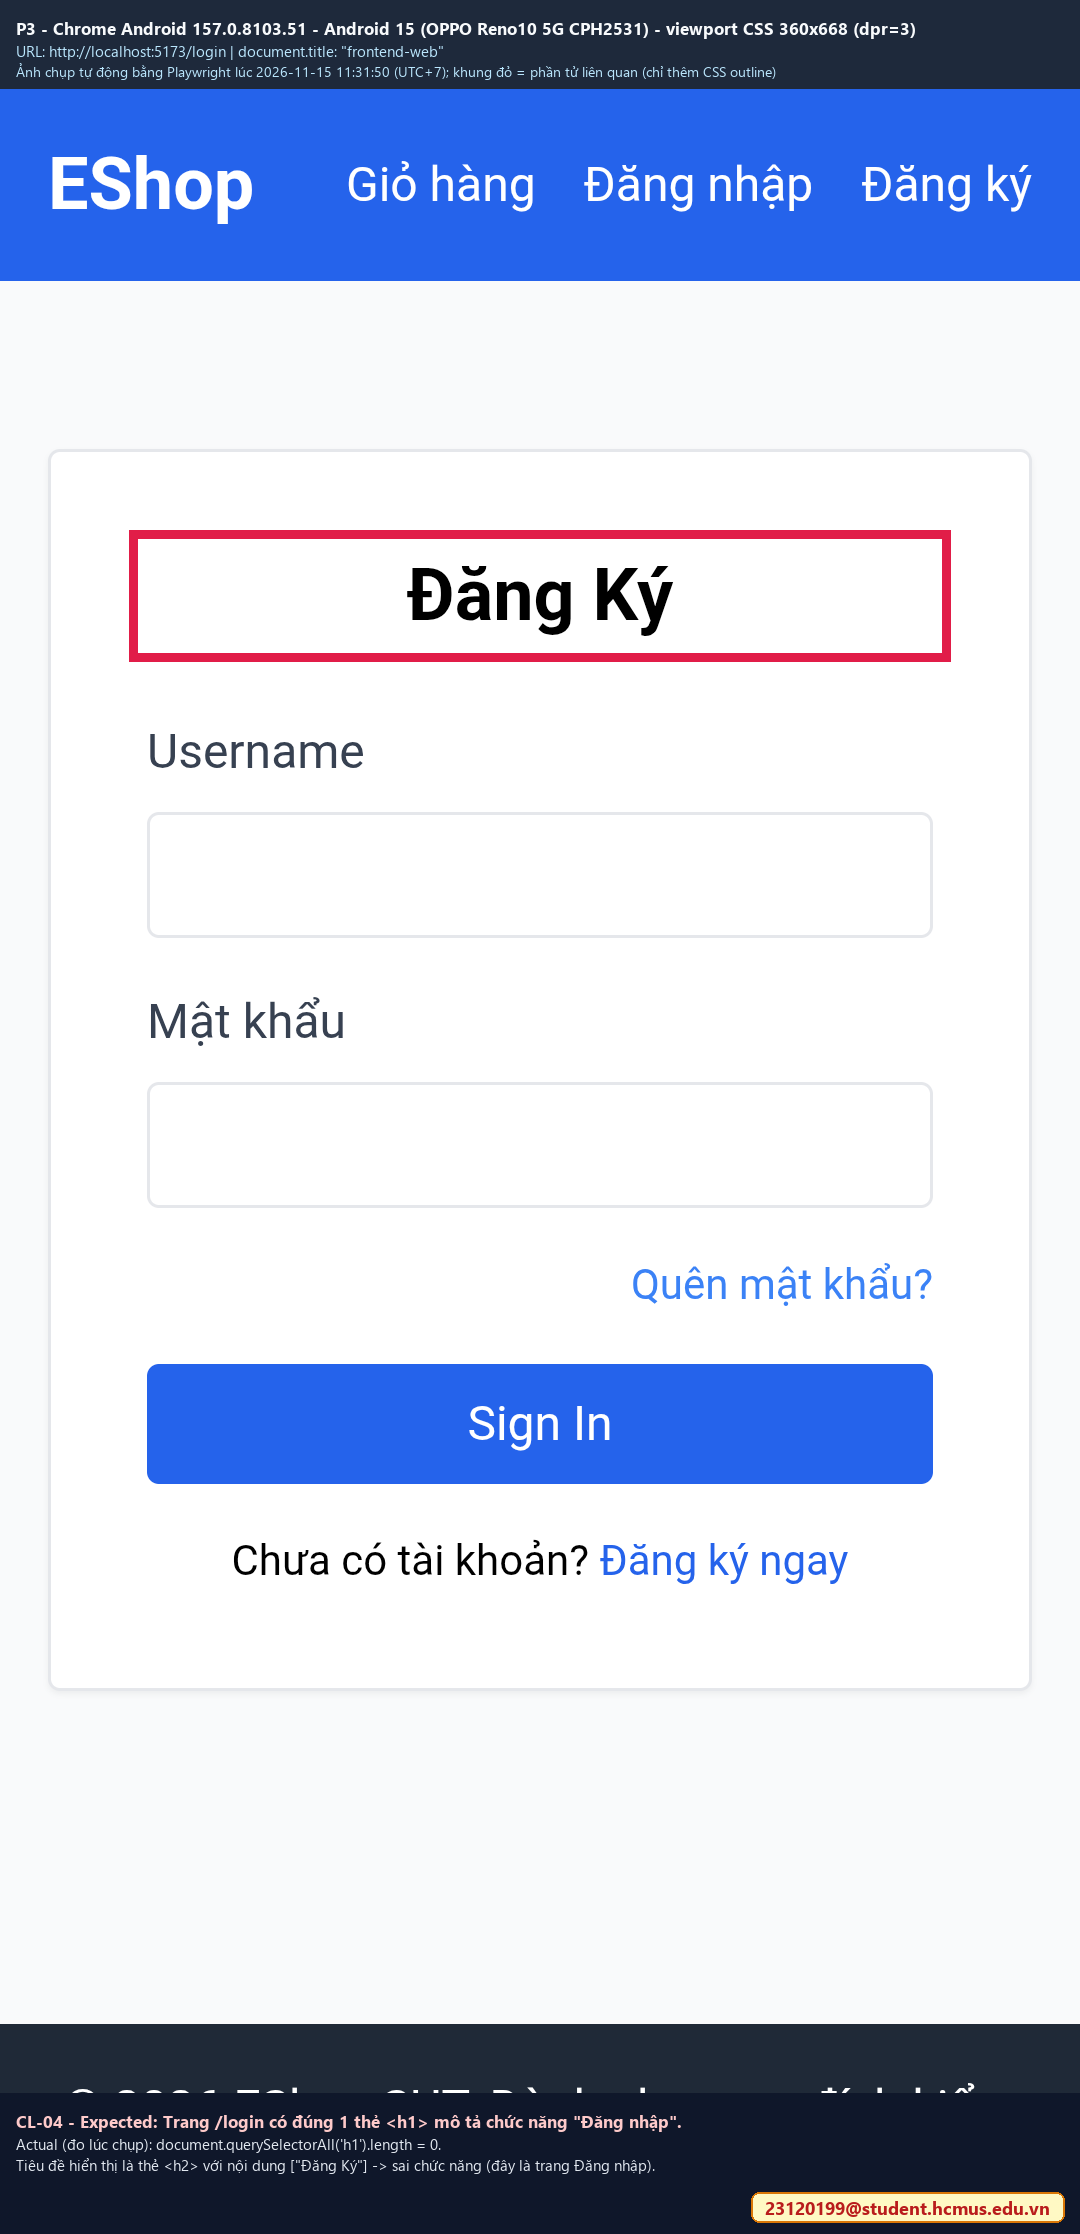 P3 - Chrome Android 157.0.8103.51 - Android 15 (OPPO Reno10 5G CPH2531) - viewport CSS 360x668 (dpr=3)
URL: http://localhost:5173/login | document.title: "frontend-web"
Ảnh chụp tự động bằng Playwright lúc 2026-11-15 11:31:50 (UTC+7); khung đỏ = phần tử liên quan (chỉ thêm CSS outline)
EShop Giỏ hàng Đăng nhập Đăng ký
Đăng Ký
Username
Mật khẩu
Quên mật khẩu?
Sign In
Chưa có tài khoản? Đăng ký ngay
CL-04 - Expected: Trang /login có đúng 1 thẻ <h1> mô tả chức năng "Đăng nhập".
Actual (đo lúc chụp): document.querySelectorAll('h1').length = 0.
Tiêu đề hiển thị là thẻ <h2> với nội dung ["Đăng Ký"] -> sai chức năng (đây là trang Đăng nhập).
23120199@student.hcmus.edu.vn